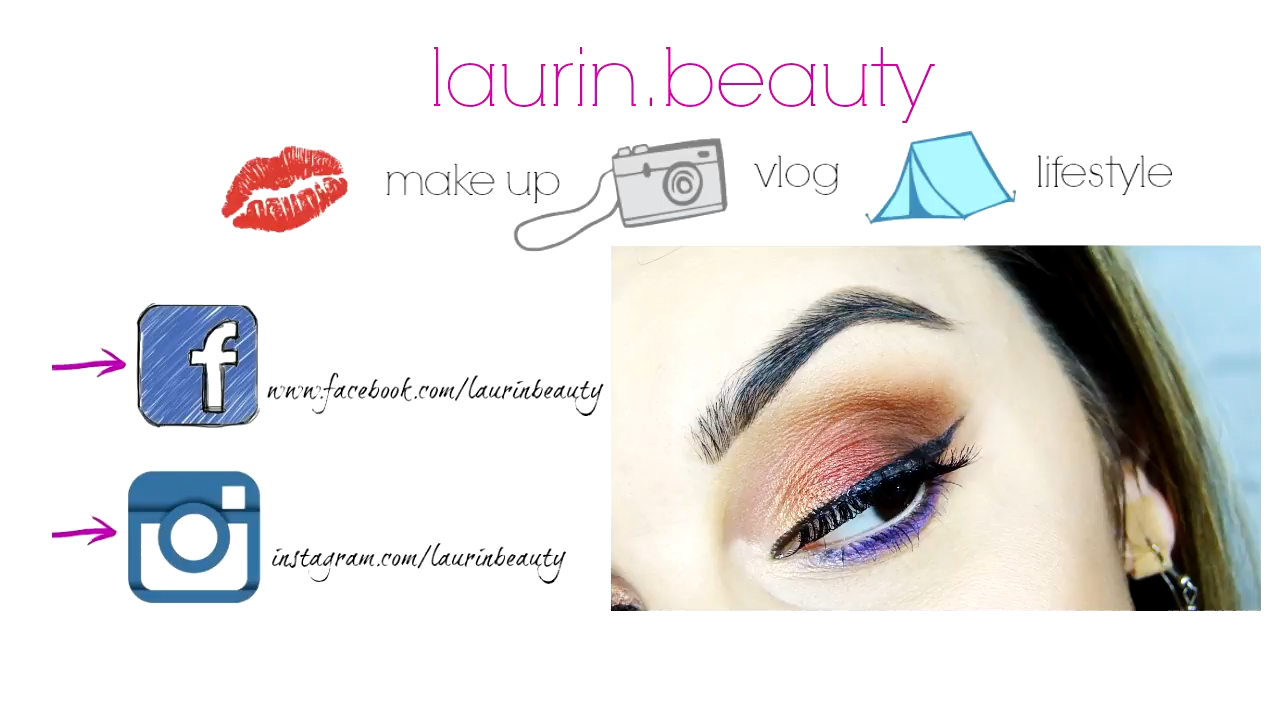 laurin.beauty
make up vlog lifestyle
f
www.facebook.com/laurinbeauty
instagram.com/laurinbeauty